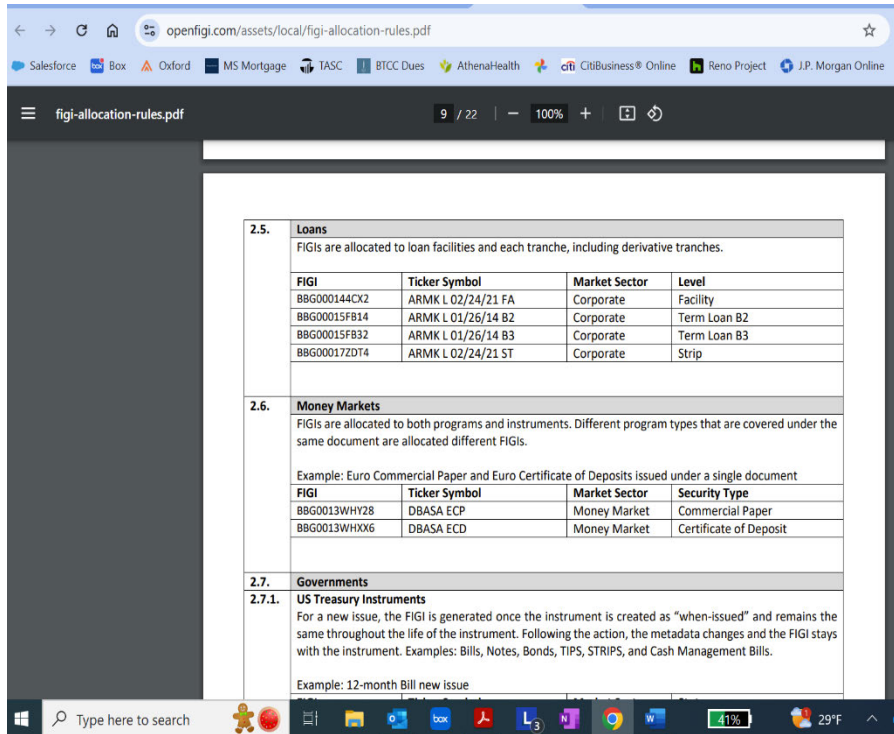 openfigi.com/assets/local/figi-allocation-rules.pdf
Salesforce box Box Oxford MS Mortgage TASC BTCC Dues AthenaHealth citi CitiBusiness® Online h Reno Project J.P. Morgan Online
figi-allocation-rules.pdf 9 / 22 | − 100% +
2.5. Loans
FIGIs are allocated to loan facilities and each tranche, including derivative tranches.
FIGI Ticker Symbol Market Sector Level
BBG000144CX2 ARMK L 02/24/21 FA Corporate Facility
BBG00015FB14 ARMK L 01/26/14 B2 Corporate Term Loan B2
BBG00015FB32 ARMK L 01/26/14 B3 Corporate Term Loan B3
BBG00017ZDT4 ARMK L 02/24/21 ST Corporate Strip
2.6. Money Markets
FIGIs are allocated to both programs and instruments. Different program types that are covered under the
same document are allocated different FIGIs.
Example: Euro Commercial Paper and Euro Certificate of Deposits issued under a single document
FIGI Ticker Symbol Market Sector Security Type
BBG0013WHY28 DBASA ECP Money Market Commercial Paper
BBG0013WHXX6 DBASA ECD Money Market Certificate of Deposit
2.7. Governments
2.7.1. US Treasury Instruments
For a new issue, the FIGI is generated once the instrument is created as “when-issued” and remains the
same throughout the life of the instrument. Following the action, the metadata changes and the FIGI stays
with the instrument. Examples: Bills, Notes, Bonds, TIPS, STRIPS, and Cash Management Bills.
Example: 12-month Bill new issue
Type here to search box L3 N W 41% 29°F